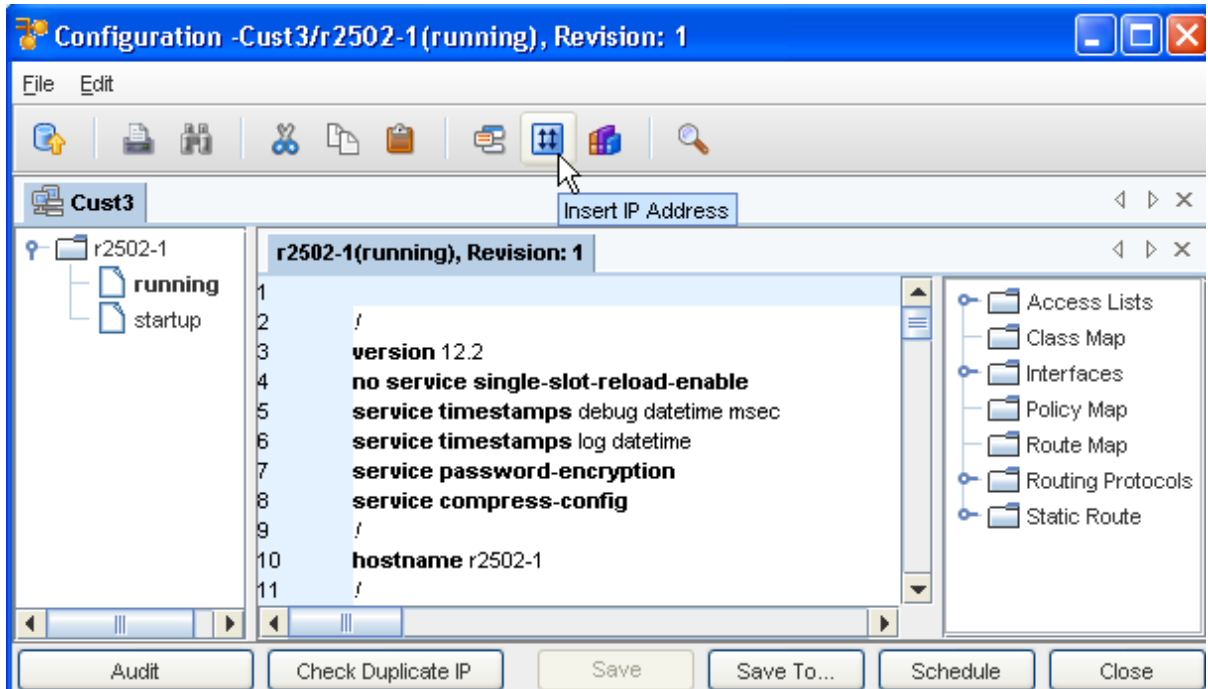 Configuration -Cust3/r2502-1(running), Revision: 1
File Edit
Insert IP Address
Cust3
r2502-1
running
startup
r2502-1(running), Revision: 1
1
2 !
3 version 12.2
4 no service single-slot-reload-enable
5 service timestamps debug datetime msec
6 service timestamps log datetime
7 service password-encryption
8 service compress-config
9 !
10 hostname r2502-1
11 !
Access Lists
Class Map
Interfaces
Policy Map
Route Map
Routing Protocols
Static Route
Audit Check Duplicate IP Save Save To... Schedule Close